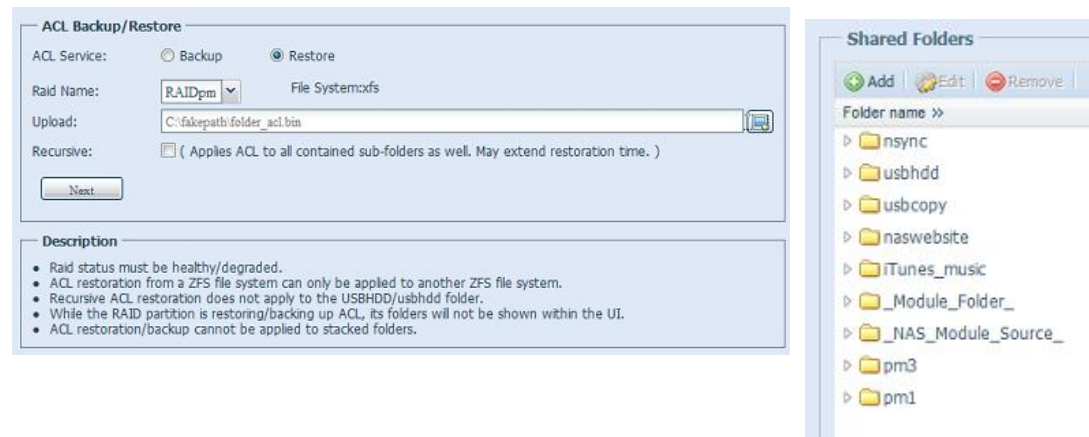 ACL Backup/Restore
ACL Service: Backup Restore
Raid Name: RAIDpm File System:xfs
Upload: C:\fakepath\folder_acl.bin
Recursive: ( Applies ACL to all contained sub-folders as well. May extend restoration time. )
Next
Description
• Raid status must be healthy/degraded.
• ACL restoration from a ZFS file system can only be applied to another ZFS file system.
• Recursive ACL restoration does not apply to the USBHDD/usbhdd folder.
• While the RAID partition is restoring/backing up ACL, its folders will not be shown within the UI.
• ACL restoration/backup cannot be applied to stacked folders.
Shared Folders
Add Edit Remove
Folder name »
nsync
usbhdd
usbcopy
naswebsite
iTunes_music
_Module_Folder_
_NAS_Module_Source_
pm3
pm1